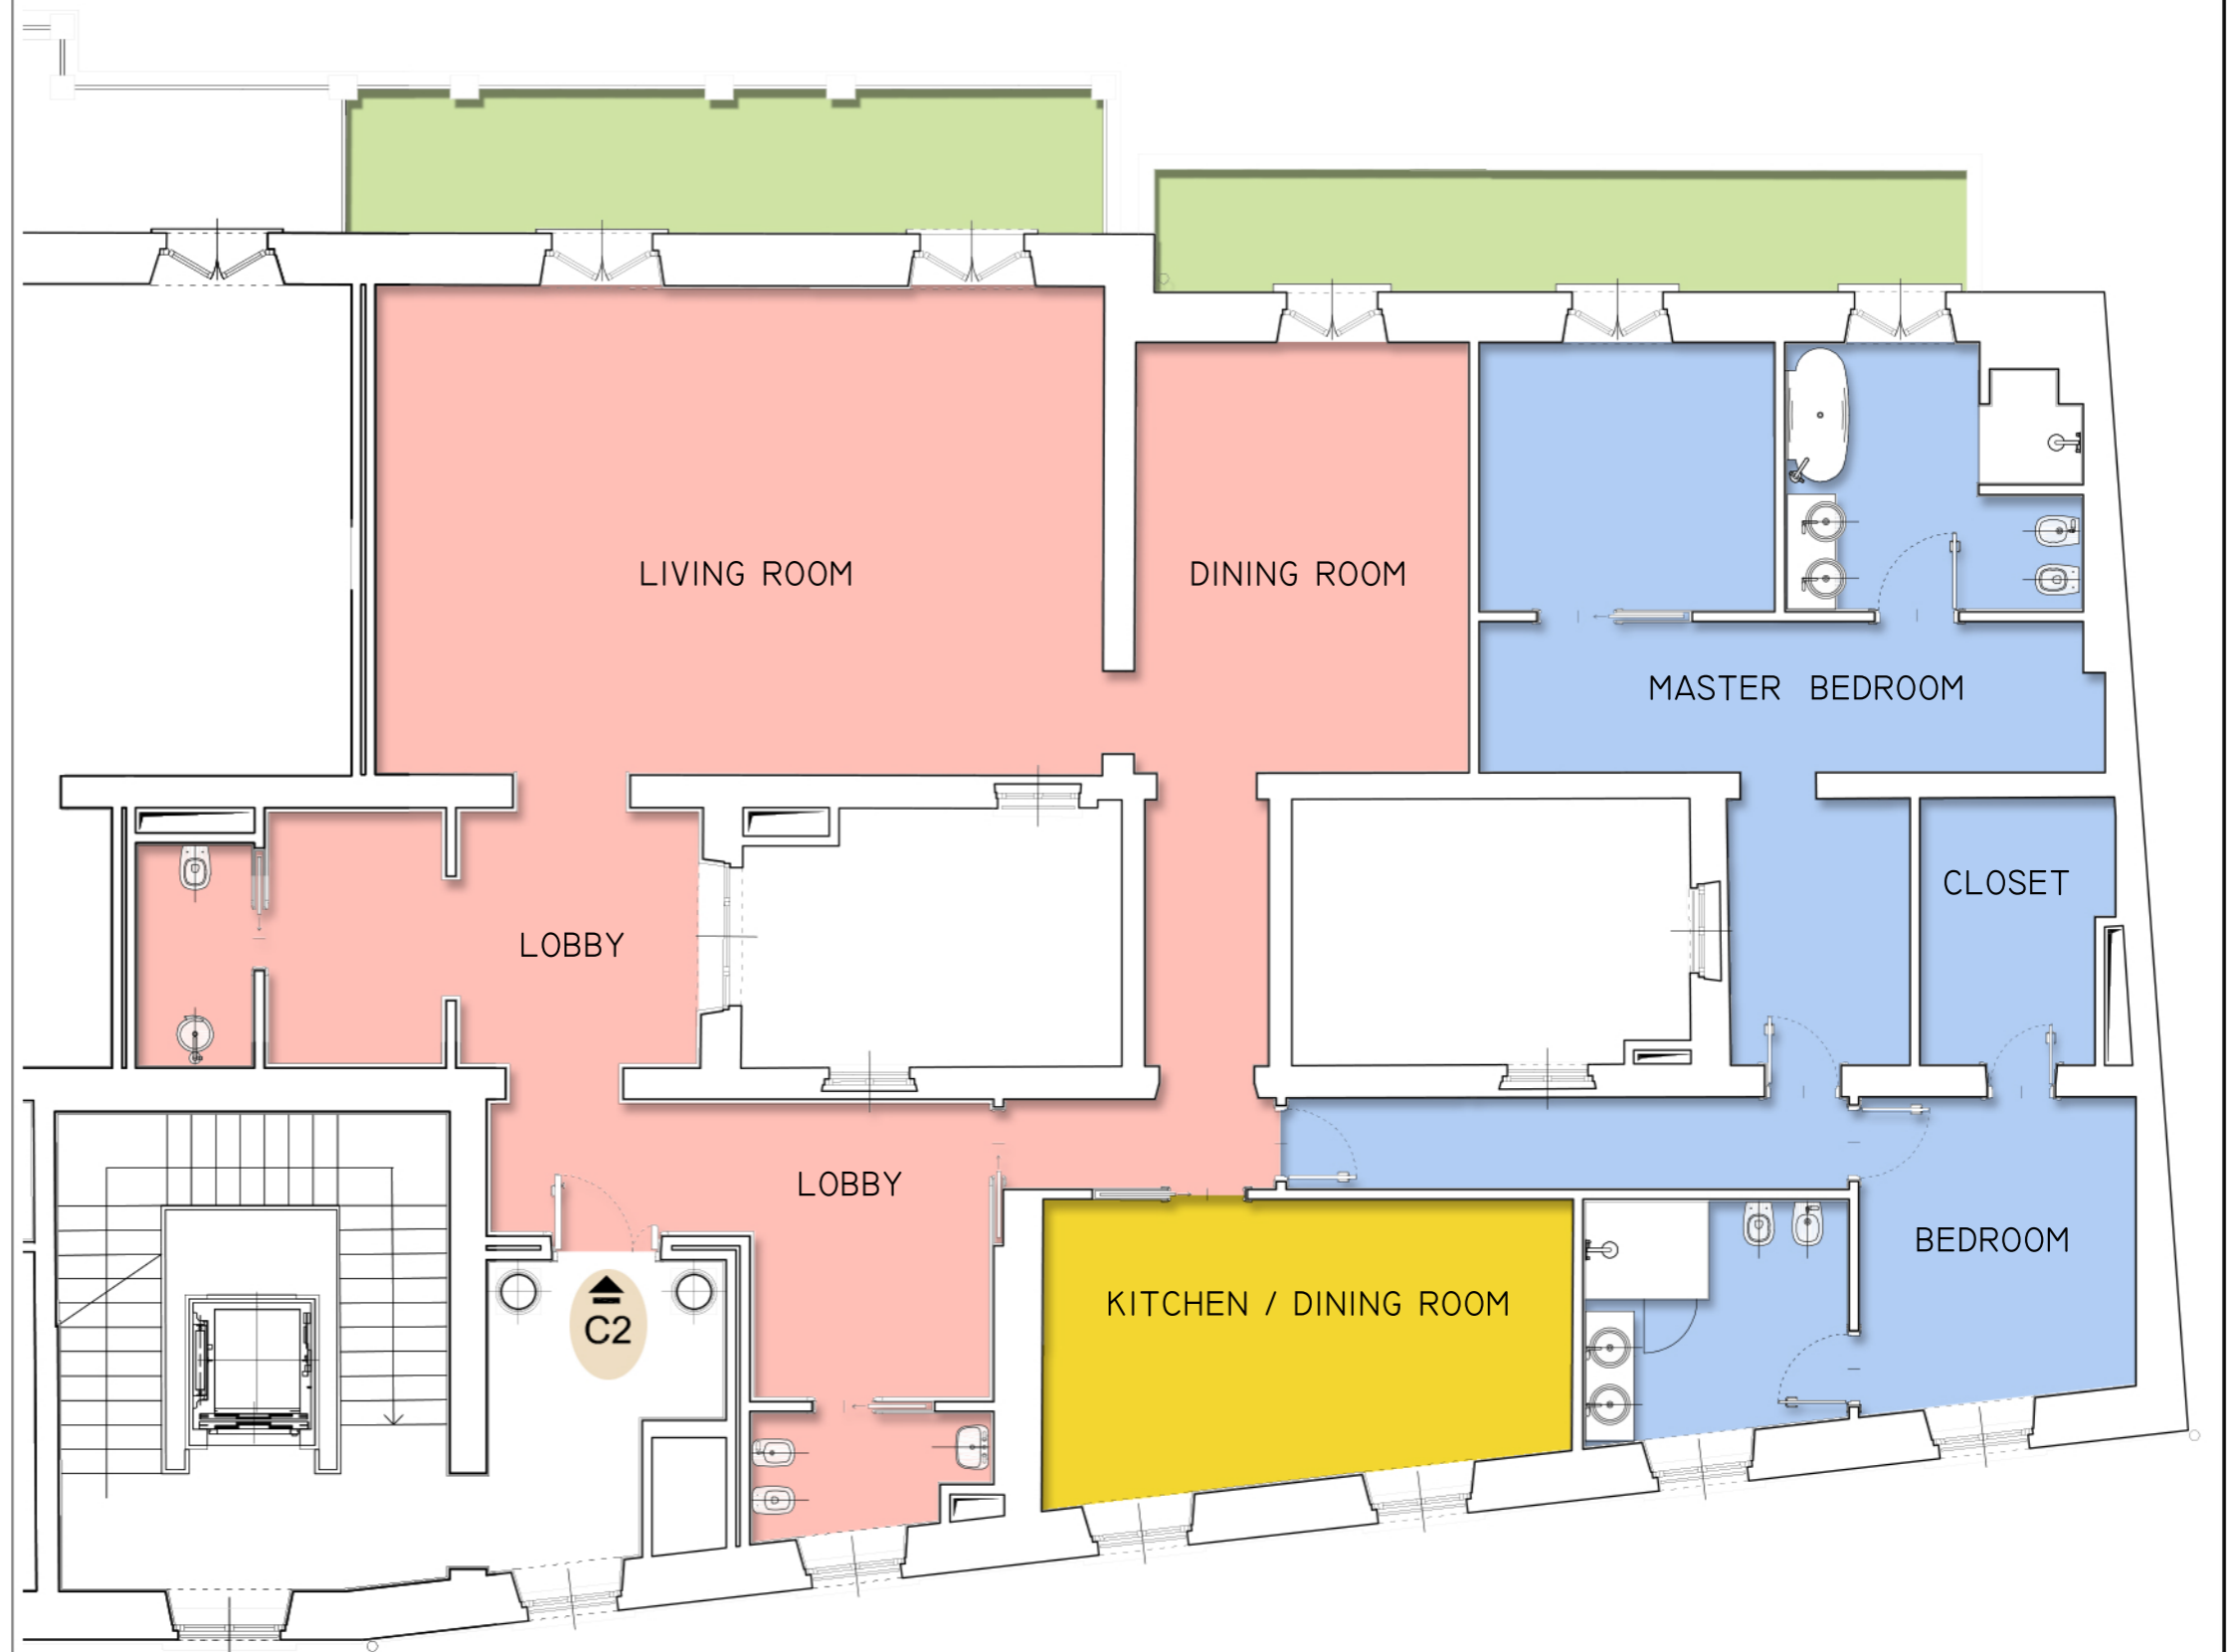 LIVING ROOM
DINING ROOM
MASTER BEDROOM
CLOSET
LOBBY
LOBBY
BEDROOM
KITCHEN / DINING ROOM
C2